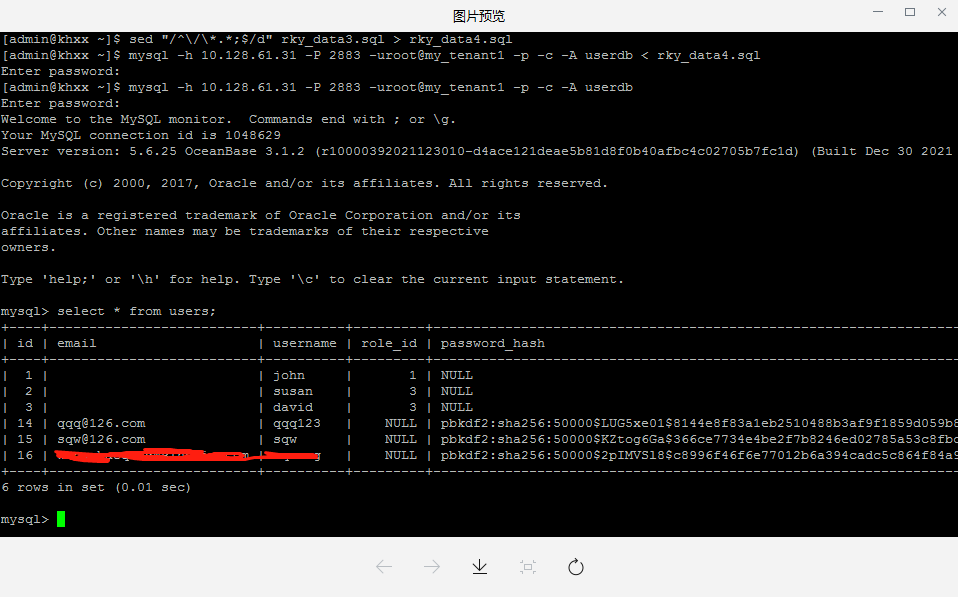 图片预览
[admin@khxx ~]$ sed "/^\/\*.*;$/d" rky_data3.sql > rky_data4.sql
[admin@khxx ~]$ mysql -h 10.128.61.31 -P 2883 -uroot@my_tenant1 -p -c -A userdb < rky_data4.sql
Enter password:
[admin@khxx ~]$ mysql -h 10.128.61.31 -P 2883 -uroot@my_tenant1 -p -c -A userdb
Enter password:
Welcome to the MySQL monitor.  Commands end with ; or \g.
Your MySQL connection id is 1048629
Server version: 5.6.25 OceanBase 3.1.2 (r10000392021123010-d4ace121deae5b81d8f0b40afbc4c02705b7fc1d) (Built Dec 30 2021
Copyright (c) 2000, 2017, Oracle and/or its affiliates. All rights reserved.
Oracle is a registered trademark of Oracle Corporation and/or its
affiliates. Other names may be trademarks of their respective
owners.
Type 'help;' or '\h' for help. Type '\c' to clear the current input statement.
mysql> select * from users;
| id | email | username | role_id | password_hash
| 1 | | john | 1 | NULL
| 2 | | susan | 3 | NULL
| 3 | | david | 3 | NULL
| 14 | qqq@126.com | qqq123 | NULL | pbkdf2:sha256:50000$LUG5xe01$8144e8f83a1eb2510488b3af9f1859d059b8
| 15 | sqw@126.com | sqw | NULL | pbkdf2:sha256:50000$KZtog6Ga$366ce7734e4be2f7b8246ed02785a53c8fbc
| 16 | | NULL | pbkdf2:sha256:50000$2pIMVSl8$c8996f46f6e77012b6a394cadc5c864f84a9
6 rows in set (0.01 sec)
mysql>